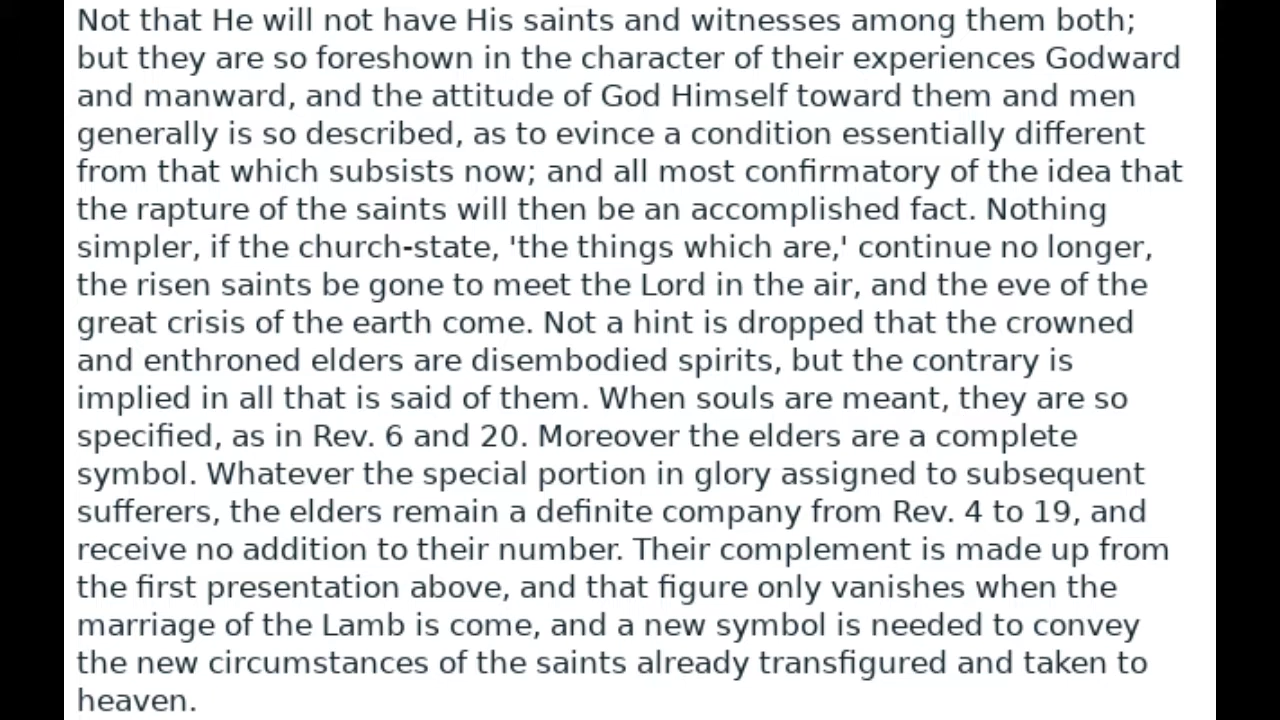 Not that He will not have His saints and witnesses among them both;
but they are so foreshown in the character of their experiences Godward
and manward, and the attitude of God Himself toward them and men
generally is so described, as to evince a condition essentially different
from that which subsists now; and all most confirmatory of the idea that
the rapture of the saints will then be an accomplished fact. Nothing
simpler, if the church-state, 'the things which are,' continue no longer,
the risen saints be gone to meet the Lord in the air, and the eve of the
great crisis of the earth come. Not a hint is dropped that the crowned
and enthroned elders are disembodied spirits, but the contrary is
implied in all that is said of them. When souls are meant, they are so
specified, as in Rev. 6 and 20. Moreover the elders are a complete
symbol. Whatever the special portion in glory assigned to subsequent
sufferers, the elders remain a definite company from Rev. 4 to 19, and
receive no addition to their number. Their complement is made up from
the first presentation above, and that figure only vanishes when the
marriage of the Lamb is come, and a new symbol is needed to convey
the new circumstances of the saints already transfigured and taken to
heaven.